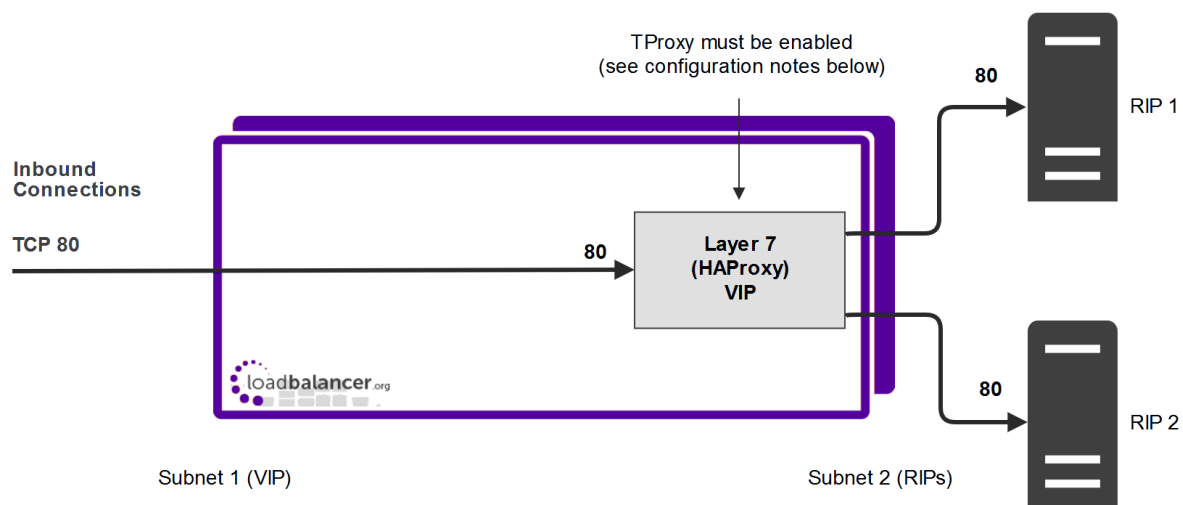 TProxy must be enabled
(see configuration notes below)
80
RIP 1
Inbound
Connections
TCP 80
80
Layer 7
(HAProxy)
VIP
80
RIP 2
loadbalancer.org
Subnet 1 (VIP)
Subnet 2 (RIPs)